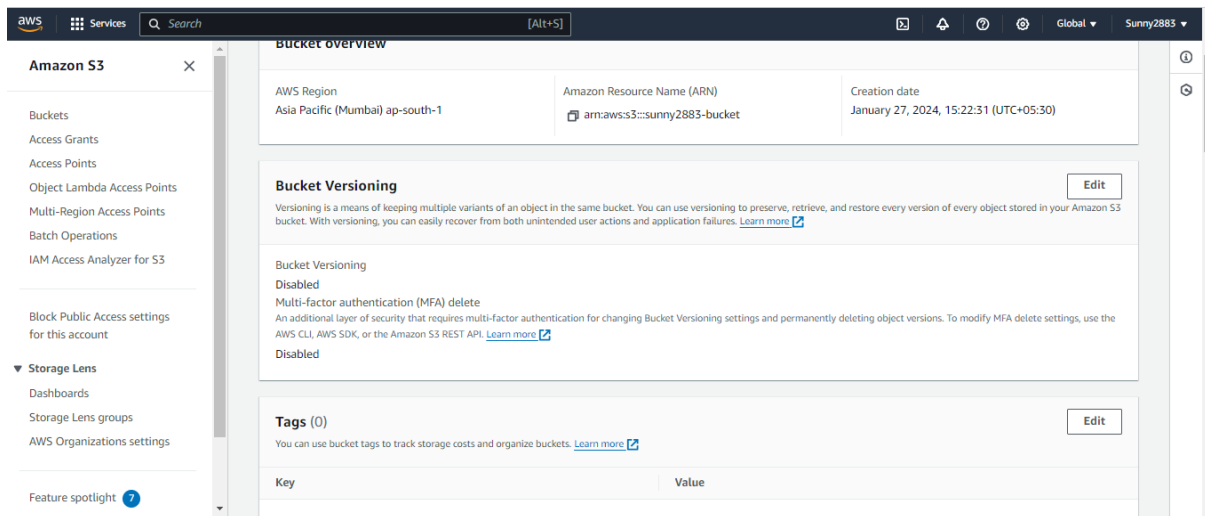 aws
Services
Search
[Alt+S]
Global
Sunny2883
Amazon S3
Buckets
Access Grants
Access Points
Object Lambda Access Points
Multi-Region Access Points
Batch Operations
IAM Access Analyzer for S3
Block Public Access settings
for this account
Storage Lens
Dashboards
Storage Lens groups
AWS Organizations settings
Feature spotlight 7
Bucket overview
AWS Region
Asia Pacific (Mumbai) ap-south-1
Amazon Resource Name (ARN)
arn:aws:s3:::sunny2883-bucket
Creation date
January 27, 2024, 15:22:31 (UTC+05:30)
Bucket Versioning
Edit
Versioning is a means of keeping multiple variants of an object in the same bucket. You can use versioning to preserve, retrieve, and restore every version of every object stored in your Amazon S3
bucket. With versioning, you can easily recover from both unintended user actions and application failures. Learn more
Bucket Versioning
Disabled
Multi-factor authentication (MFA) delete
An additional layer of security that requires multi-factor authentication for changing Bucket Versioning settings and permanently deleting object versions. To modify MFA delete settings, use the
AWS CLI, AWS SDK, or the Amazon S3 REST API. Learn more
Disabled
Tags (0)
Edit
You can use bucket tags to track storage costs and organize buckets. Learn more
Key
Value